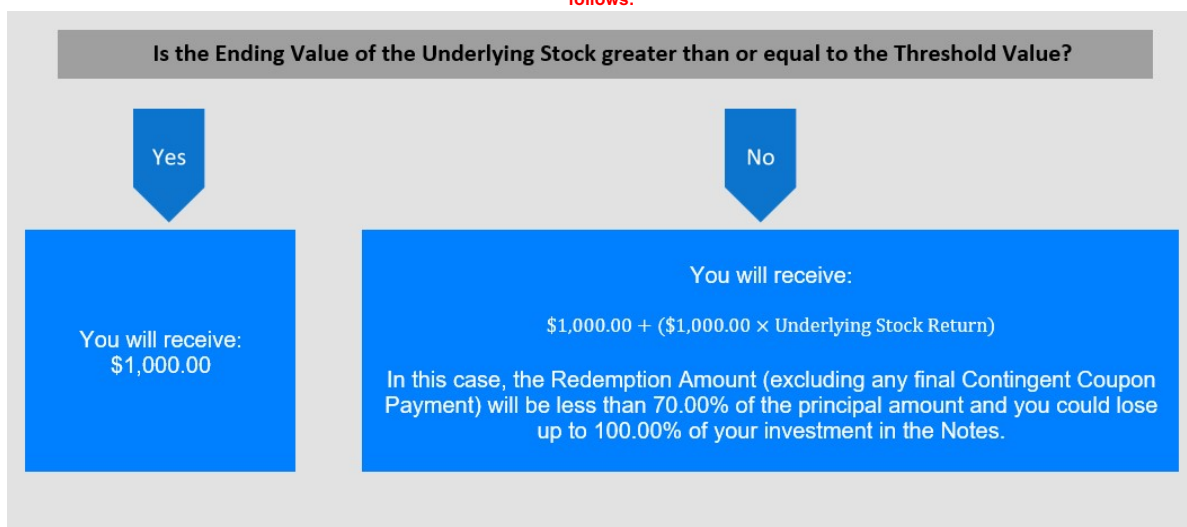 follows:
Is the Ending Value of the Underlying Stock greater than or equal to the Threshold Value?
Yes
No
You will receive:
$1,000.00
You will receive:
$1,000.00 + ($1,000.00 × Underlying Stock Return)
In this case, the Redemption Amount (excluding any final Contingent Coupon
Payment) will be less than 70.00% of the principal amount and you could lose
up to 100.00% of your investment in the Notes.